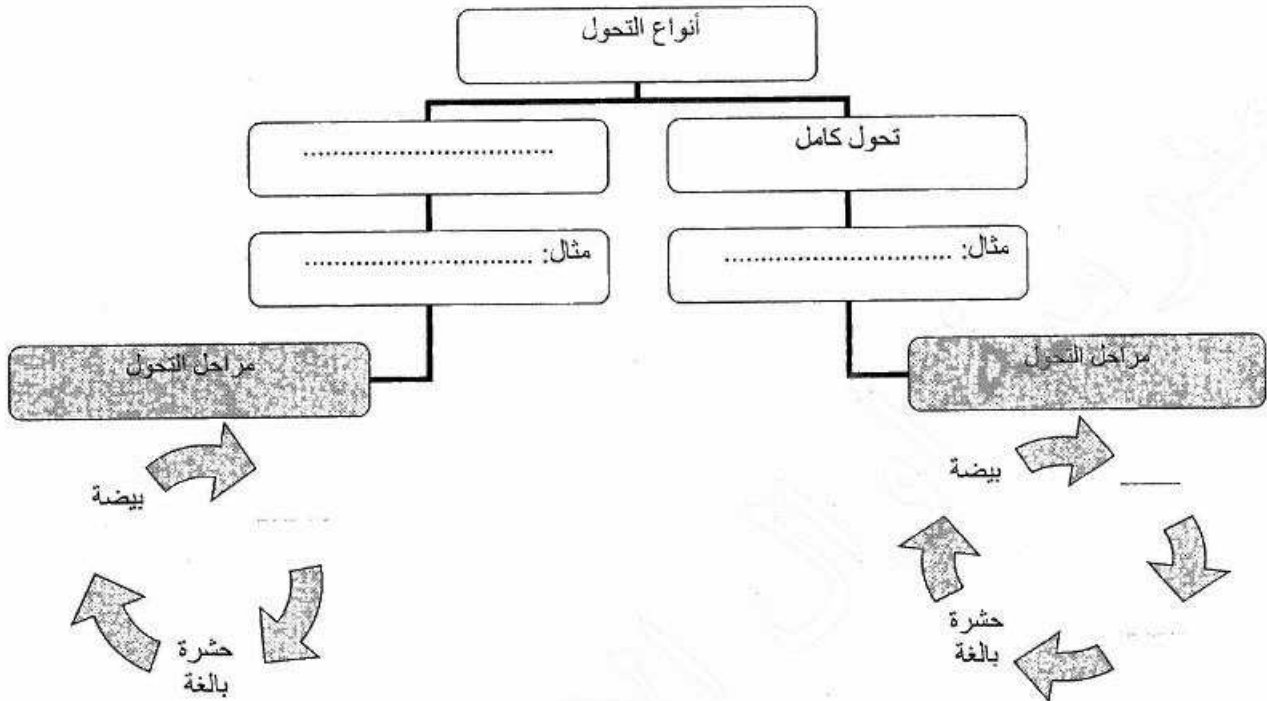 أنواع التحول
تحول كامل
................................
مثال: ............................
مثال: ............................
مراحل التحول
مراحل التحول
بيضة
حشرة
بالغة
بيضة
حشرة
بالغة